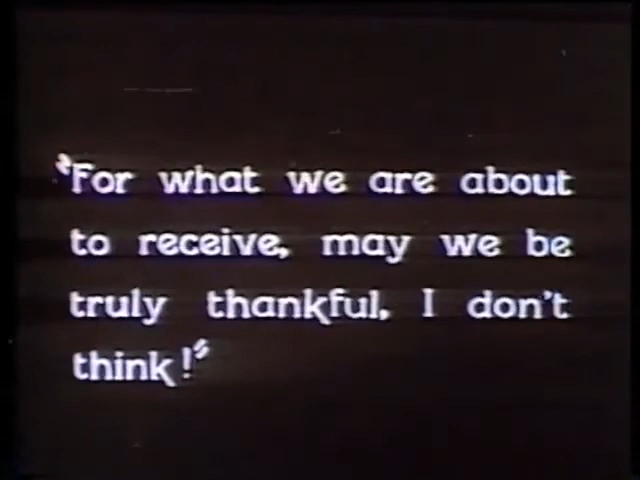 "For what we are about
to receive, may we be
truly thankful. I don't
think!"